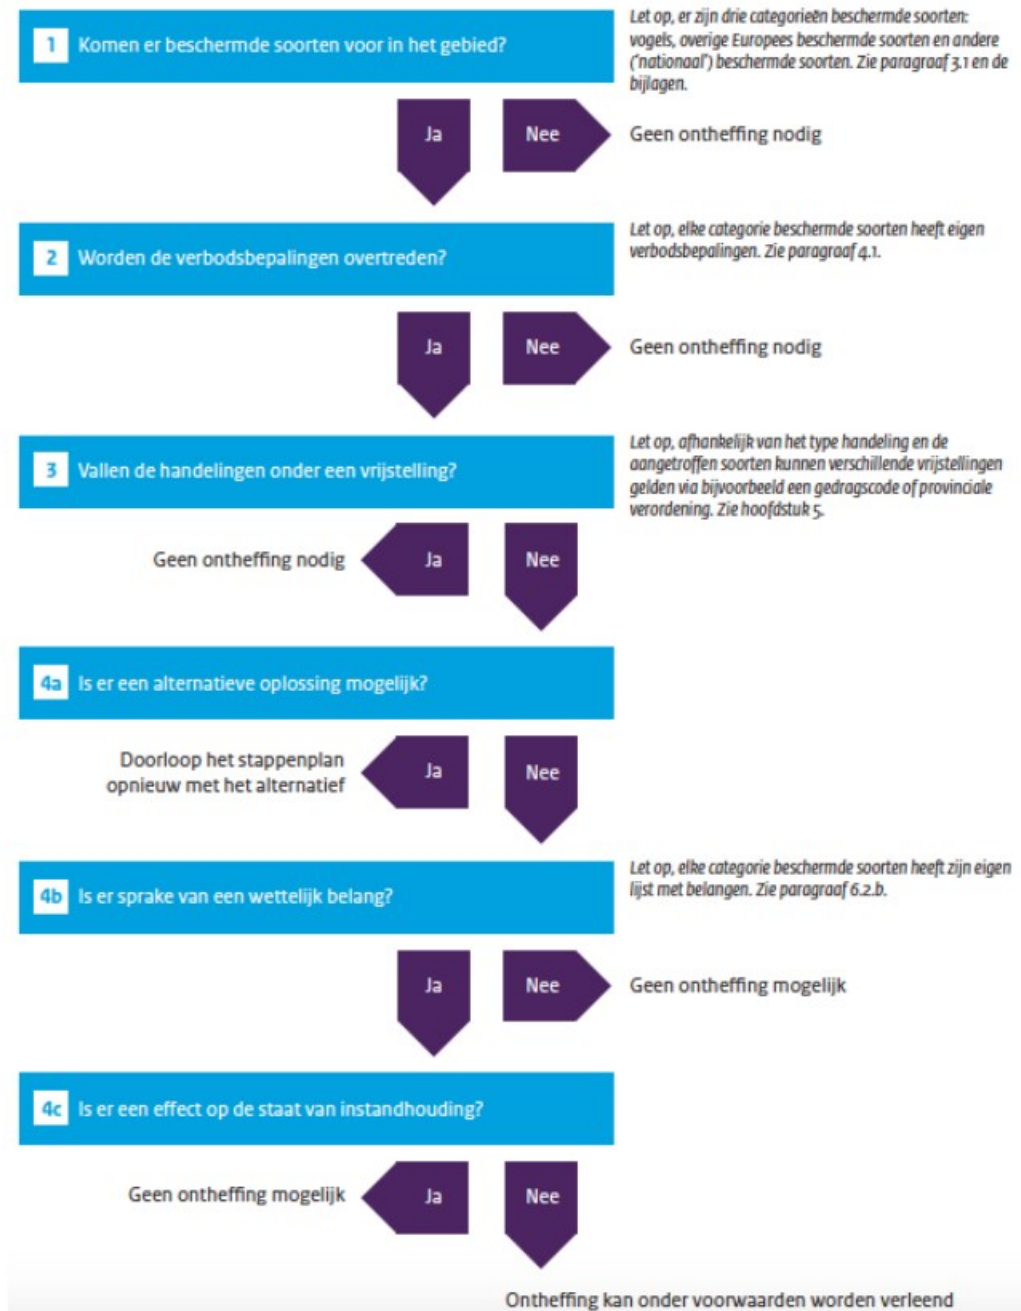 1 Komen er beschermde soorten voor in het gebied?
Let op, er zijn drie categorieën beschermde soorten:
vogels, overige Europees beschermde soorten en andere
('nationaal') beschermde soorten. Zie paragraaf 3.1 en de
bijlagen.
Ja
Nee
Geen ontheffing nodig
2 Worden de verbodsbepalingen overtreden?
Let op, elke categorie beschermde soorten heeft eigen
verbodsbepalingen. Zie paragraaf 4.1.
Ja
Nee
Geen ontheffing nodig
3 Vallen de handelingen onder een vrijstelling?
Let op, afhankelijk van het type handeling en de
aangetroffen soorten kunnen verschillende vrijstellingen
gelden via bijvoorbeeld een gedragscode of provinciale
verordening. Zie hoofdstuk 5.
Geen ontheffing nodig
Ja
Nee
4a Is er een alternatieve oplossing mogelijk?
Doorloop het stappenplan
opnieuw met het alternatief
Ja
Nee
4b Is er sprake van een wettelijk belang?
Let op, elke categorie beschermde soorten heeft zijn eigen
lijst met belangen. Zie paragraaf 6.2.b.
Ja
Nee
Geen ontheffing mogelijk
4c Is er een effect op de staat van instandhouding?
Geen ontheffing mogelijk
Ja
Nee
Ontheffing kan onder voorwaarden worden verleend